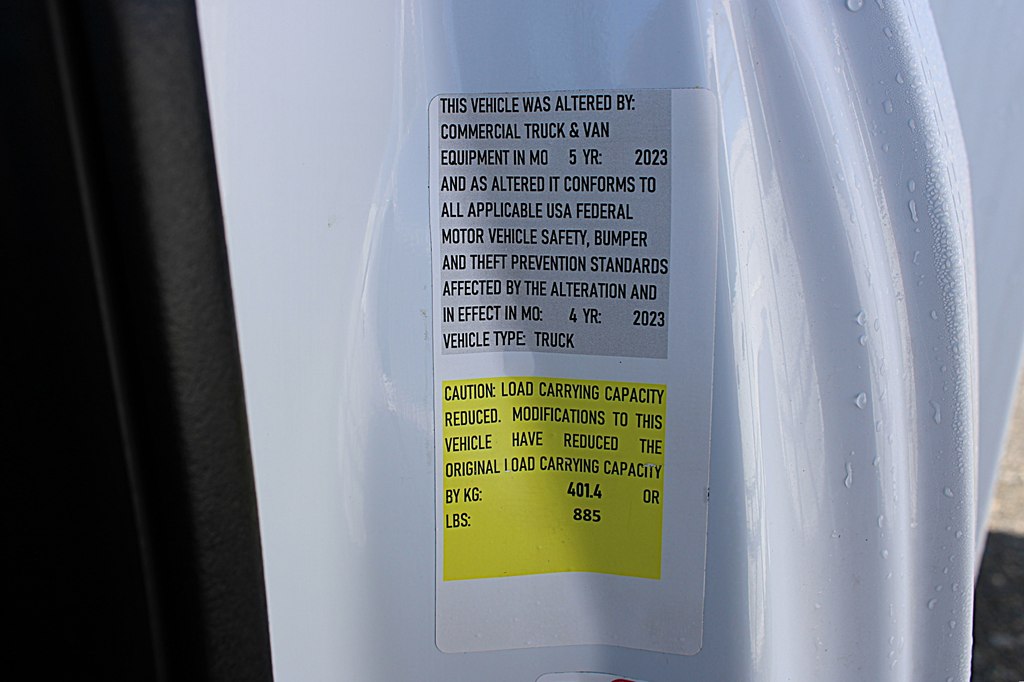 THIS VEHICLE WAS ALTERED BY:
COMMERCIAL TRUCK & VAN
EQUIPMENT IN MO 5 YR: 2023
AND AS ALTERED IT CONFORMS TO
ALL APPLICABLE USA FEDERAL
MOTOR VEHICLE SAFETY, BUMPER
AND THEFT PREVENTION STANDARDS
AFFECTED BY THE ALTERATION AND
IN EFFECT IN MO: 4 YR: 2023
VEHICLE TYPE: TRUCK
CAUTION: LOAD CARRYING CAPACITY
REDUCED. MODIFICATIONS TO THIS
VEHICLE HAVE REDUCED THE
ORIGINAL LOAD CARRYING CAPACITY
BY KG: 401.4 OR
LBS: 885